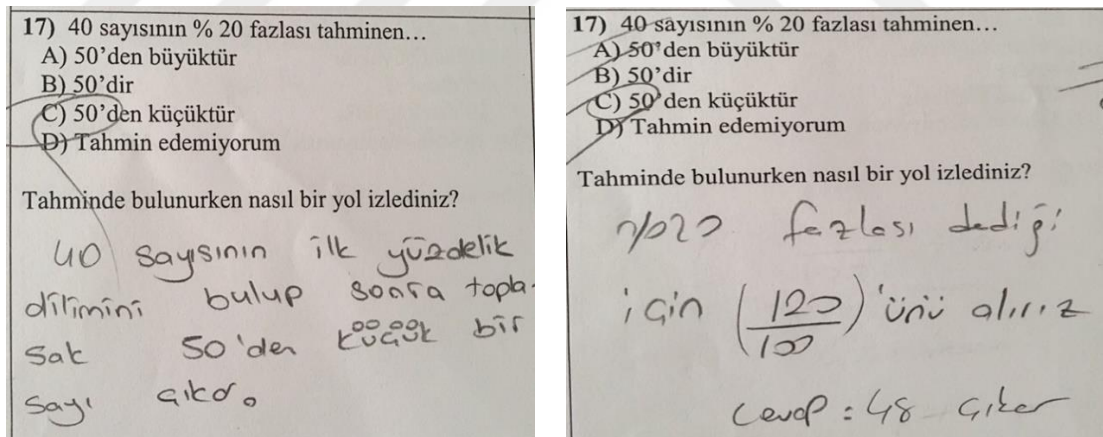 17) 40 sayısının % 20 fazlası tahminen…
A) 50’den büyüktür
B) 50’dir
C) 50’den küçüktür
D) Tahmin edemiyorum
Tahminde bulunurken nasıl bir yol izlediniz?
40 sayısının ilk yüzdelik
dilimini bulup sonra topla-
sak 50'den küçük bir
sayı çıkar.
17) 40 sayısının % 20 fazlası tahminen…
A) 50’den büyüktür
B) 50’dir
C) 50’den küçüktür
D) Tahmin edemiyorum
Tahminde bulunurken nasıl bir yol izlediniz?
%20 fazlası dediği
için (120/100)'ünü alırız
cevap = 48 çıkar